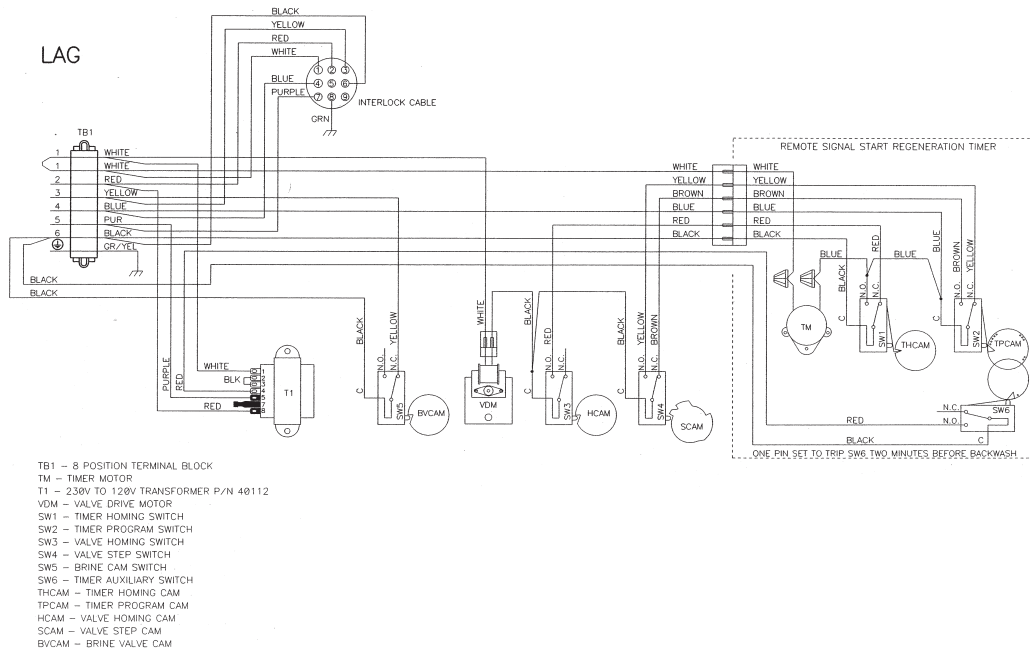 LAG
BLACK
YELLOW
RED
WHITE
BLUE
PURPLE
1 2 3
4 5 6
7 8 9
INTERLOCK CABLE
GRN
TB1
1 WHITE
1 WHITE
2 RED
3 YELLOW
4 BLUE
5 PUR
6 BLACK
GR/YEL
BLACK
BLACK
WHITE WHITE
YELLOW YELLOW
BROWN BROWN
BLUE BLUE
RED RED
BLACK BLACK
REMOTE SIGNAL START REGENERATION TIMER
BLUE
BLACK
RED
BLUE
BLUE
BROWN
YELLOW
N.O.
N.C.
C
SW1
THCAM
TM
N.O.
N.C.
C
SW2
TPCAM
N.C.
N.O.
SW6
C
RED
BLACK
ONE PIN SET TO TRIP SW6 TWO MINUTES BEFORE BACKWASH
PURPLE
RED
WHITE
BLK
RED
1
2
3
4
5
7
8
T1
BLACK
YELLOW
N.O.
N.C.
C
SW5
BVCAM
WHITE
VDM
BLACK
RED
N.O.
N.C.
C
SW3
HCAM
BLACK
YELLOW
BROWN
N.O.
N.C.
C
SW4
SCAM
TB1 – 8 POSITION TERMINAL BLOCK
TM – TIMER MOTOR
T1 – 230V TO 120V TRANSFORMER P/N 40112
VDM – VALVE DRIVE MOTOR
SW1 – TIMER HOMING SWITCH
SW2 – TIMER PROGRAM SWITCH
SW3 – VALVE HOMING SWITCH
SW4 – VALVE STEP SWITCH
SW5 – BRINE CAM SWITCH
SW6 – TIMER AUXILIARY SWITCH
THCAM – TIMER HOMING CAM
TPCAM – TIMER PROGRAM CAM
HCAM – VALVE HOMING CAM
SCAM – VALVE STEP CAM
BVCAM – BRINE VALVE CAM